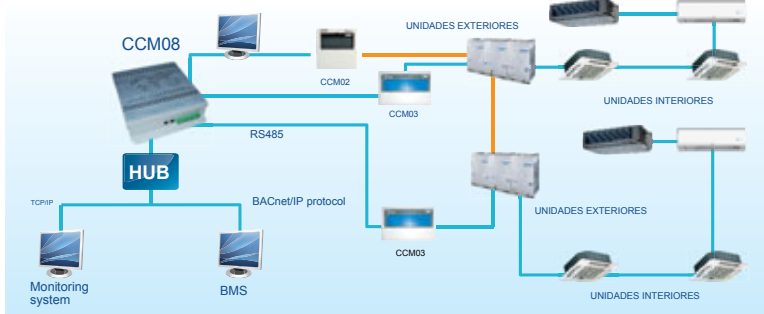 UNIDADES EXTERIORES
CCM08
CCM02
CCM03
UNIDADES INTERIORES
RS485
HUB
TCP/IP
BACnet/IP protocol
UNIDADES EXTERIORES
CCM03
Monitoring
system
BMS
UNIDADES INTERIORES